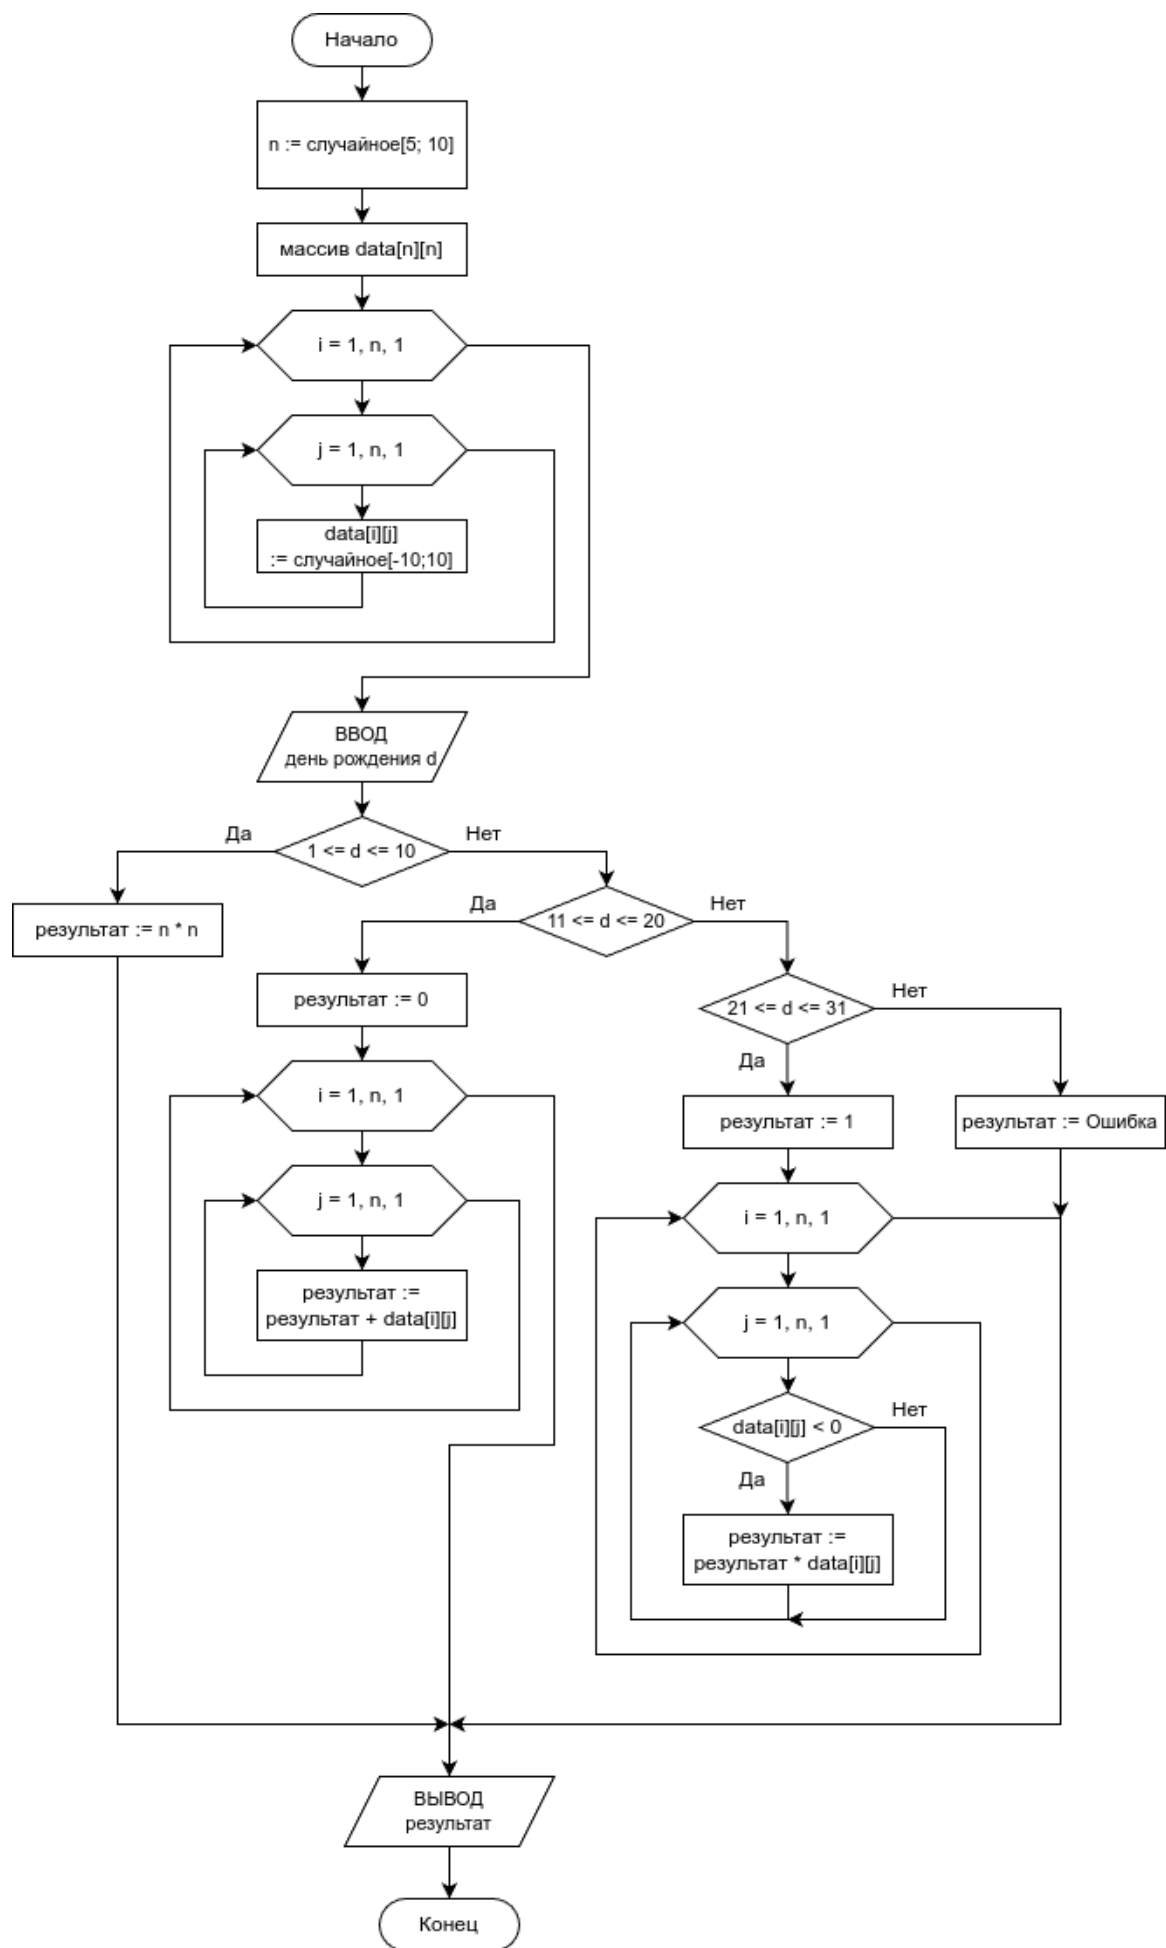 Начало
n := случайное[5; 10]
массив data[n][n]
i = 1, n, 1
j = 1, n, 1
data[i][j]
:= случайное[-10;10]
ВВОД
день рождения d
Да
1 <= d <= 10
Нет
результат := n * n
Да
11 <= d <= 20
Нет
результат := 0
21 <= d <= 31
Нет
Да
i = 1, n, 1
результат := 1
результат := Ошибка
j = 1, n, 1
i = 1, n, 1
результат :=
результат + data[i][j]
j = 1, n, 1
data[i][j] < 0
Нет
Да
результат :=
результат * data[i][j]
ВЫВОД
результат
Конец